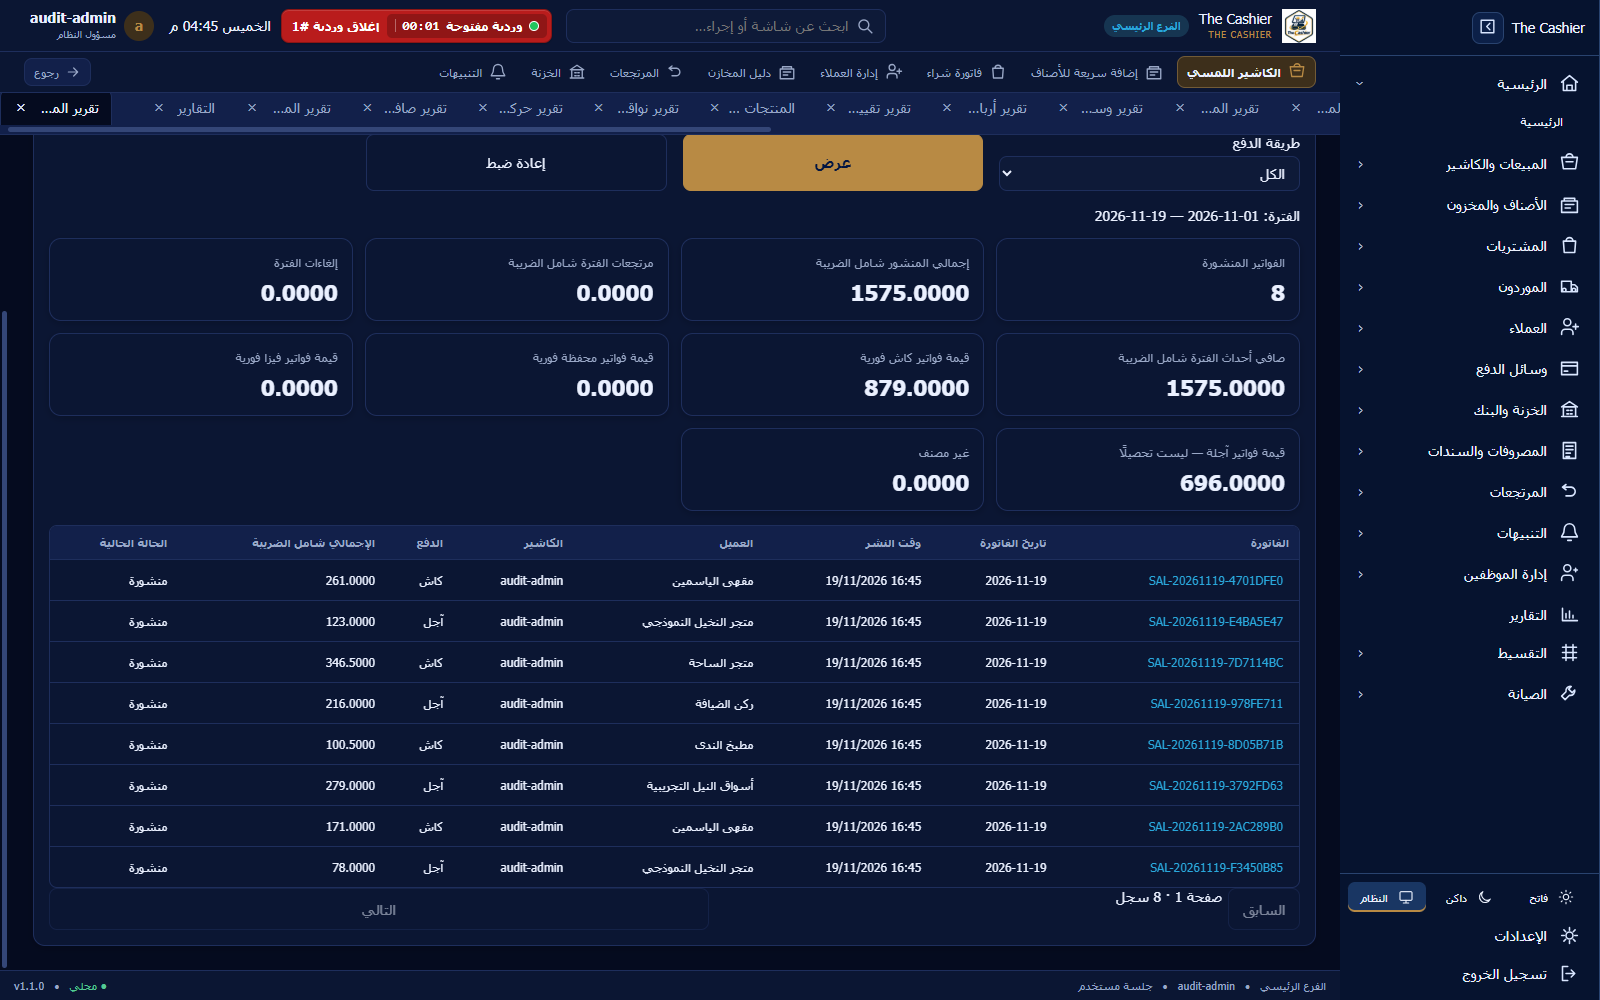 The Cashier
الرئيسية
الرئيسية
المبيعات والكاشير
الأصناف والمخزون
المشتريات
الموردون
العملاء
وسائل الدفع
الخزنة والبنك
المصروفات والسندات
المرتجعات
التنبيهات
إدارة الموظفين
التقارير
التقسيط
الصيانة
فاتح
داكن
النظام
الإعدادات
تسجيل الخروج
The Cashier
THE CASHIER
الفرع الرئيسي
ابحث عن شاشة أو إجراء...
وردية مفتوحة 00:01 إغلاق وردية #1
الخميس 04:45 م
a
audit-admin
مسؤول النظام
الكاشير اللمسي
إضافة سريعة للأصناف
فاتورة شراء
إدارة العملاء
دليل المخازن
المرتجعات
الخزنة
التنبيهات
رجوع
المـ...
تقرير المـ...
تقرير وسـ...
تقرير أربا...
تقرير تقييـ...
المنتجات ...
تقرير نواقـ...
تقرير حركـ...
تقرير صافـ...
تقرير المـ...
التقارير
تقرير المـ...
طريقة الدفع
الكل
عرض
إعادة ضبط
الفترة: 01-11-2026 — 19-11-2026
الفواتير المنشورة
8
إجمالي المنشور شامل الضريبة
1575.0000
مرتجعات الفترة شامل الضريبة
0.0000
إلغاءات الفترة
0.0000
صافي أحداث الفترة شامل الضريبة
1575.0000
قيمة فواتير كاش فورية
879.0000
قيمة فواتير محفظة فورية
0.0000
قيمة فواتير فيزا فورية
0.0000
قيمة فواتير آجلة — ليست تحصيلًا
696.0000
غير مصنف
0.0000
الفاتورة تاريخ الفاتورة وقت النشر العميل الكاشير الدفع الإجمالي شامل الضريبة الحالة الحالية
SAL-20261119-4701DFE0 2026-11-19 19/11/2026 16:45 مقهى الياسمين audit-admin كاش 261.0000 منشورة
SAL-20261119-E4BA5E47 2026-11-19 19/11/2026 16:45 متجر النخيل النموذجي audit-admin آجل 123.0000 منشورة
SAL-20261119-7D7114BC 2026-11-19 19/11/2026 16:45 متجر الساحة audit-admin كاش 346.5000 منشورة
SAL-20261119-978FE711 2026-11-19 19/11/2026 16:45 ركن الضيافة audit-admin آجل 216.0000 منشورة
SAL-20261119-8D05B71B 2026-11-19 19/11/2026 16:45 مطبخ الندى audit-admin كاش 100.5000 منشورة
SAL-20261119-3792FD63 2026-11-19 19/11/2026 16:45 أسواق النيل التجريبية audit-admin آجل 279.0000 منشورة
SAL-20261119-2AC289B0 2026-11-19 19/11/2026 16:45 مقهى الياسمين audit-admin كاش 171.0000 منشورة
SAL-20261119-F3450B85 2026-11-19 19/11/2026 16:45 متجر النخيل النموذجي audit-admin آجل 78.0000 منشورة
السابق
صفحة 1 · 8 سجل
التالي
الفرع الرئيسي • audit-admin • جلسة مستخدم
محلي • v1.1.0